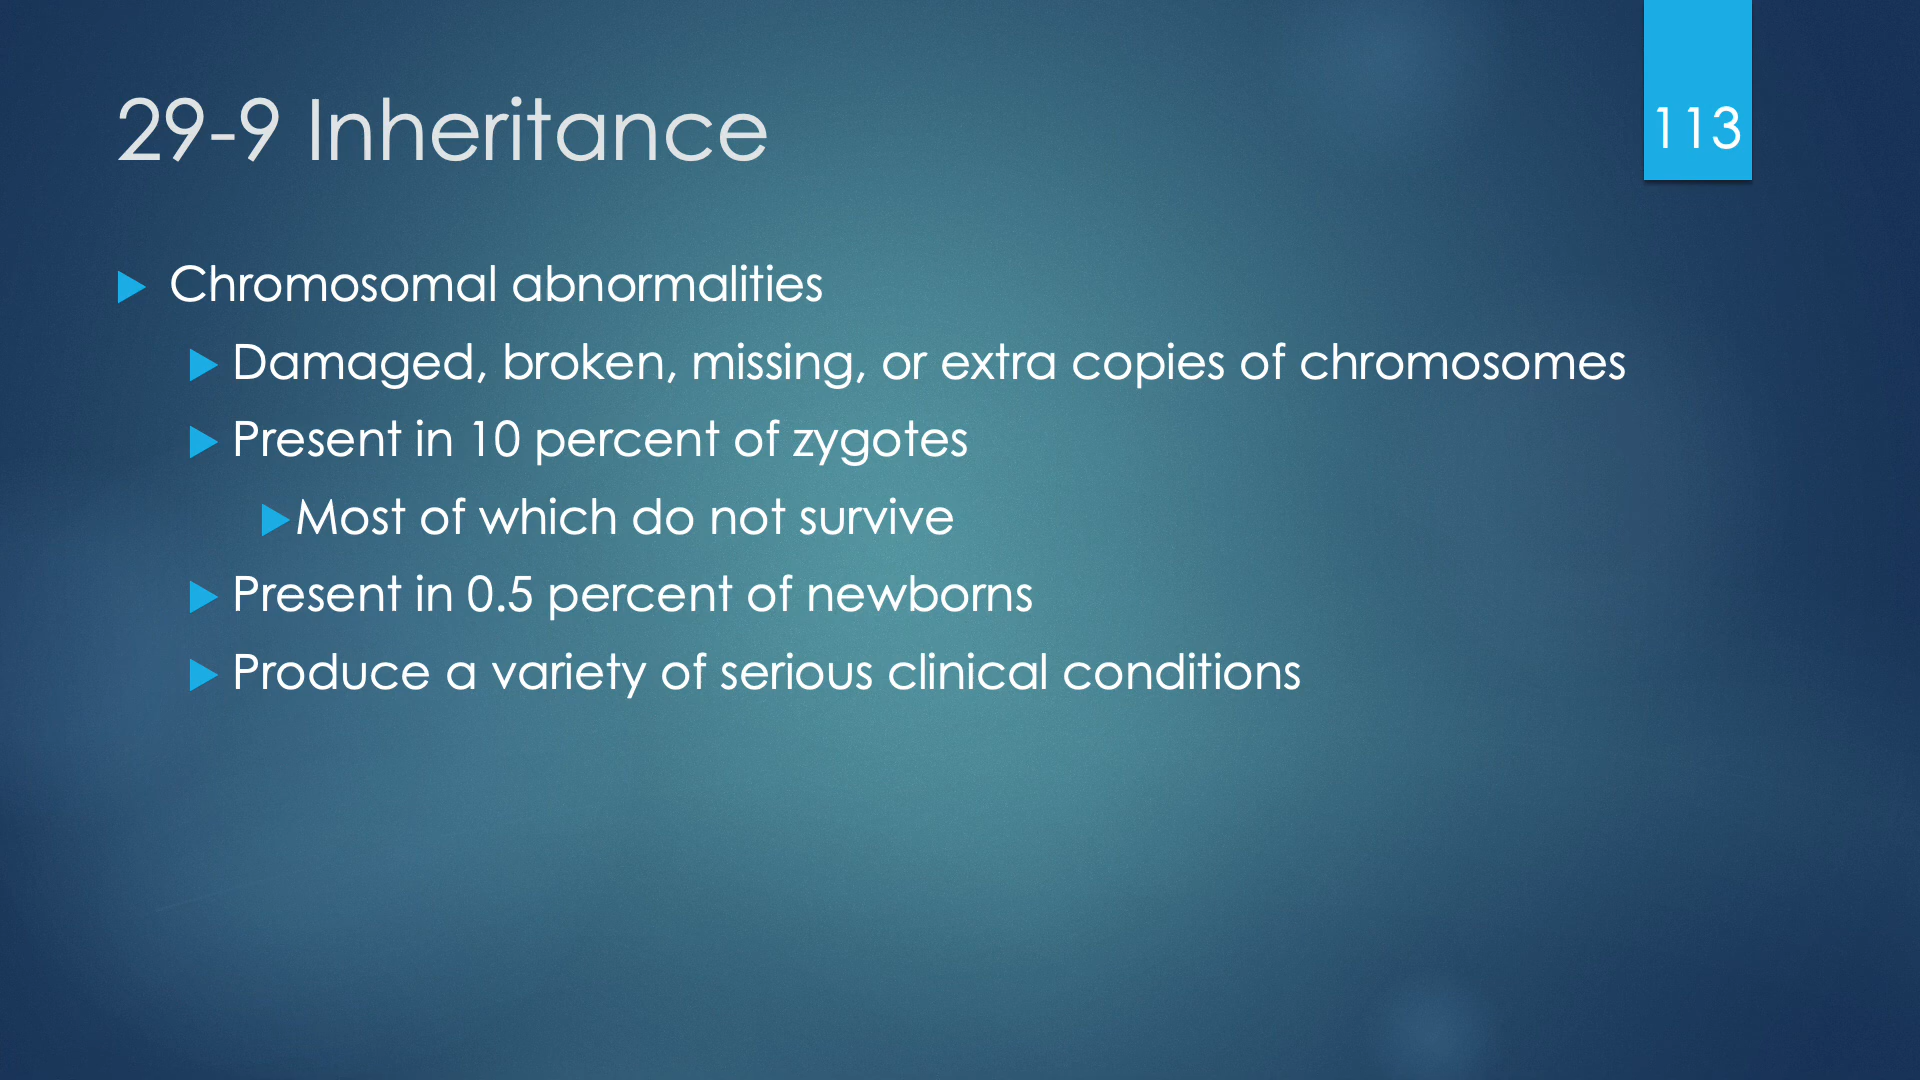 29-9 Inheritance
113
Chromosomal abnormalities
Damaged, broken, missing, or extra copies of chromosomes
Present in 10 percent of zygotes
Most of which do not survive
Present in 0.5 percent of newborns
Produce a variety of serious clinical conditions